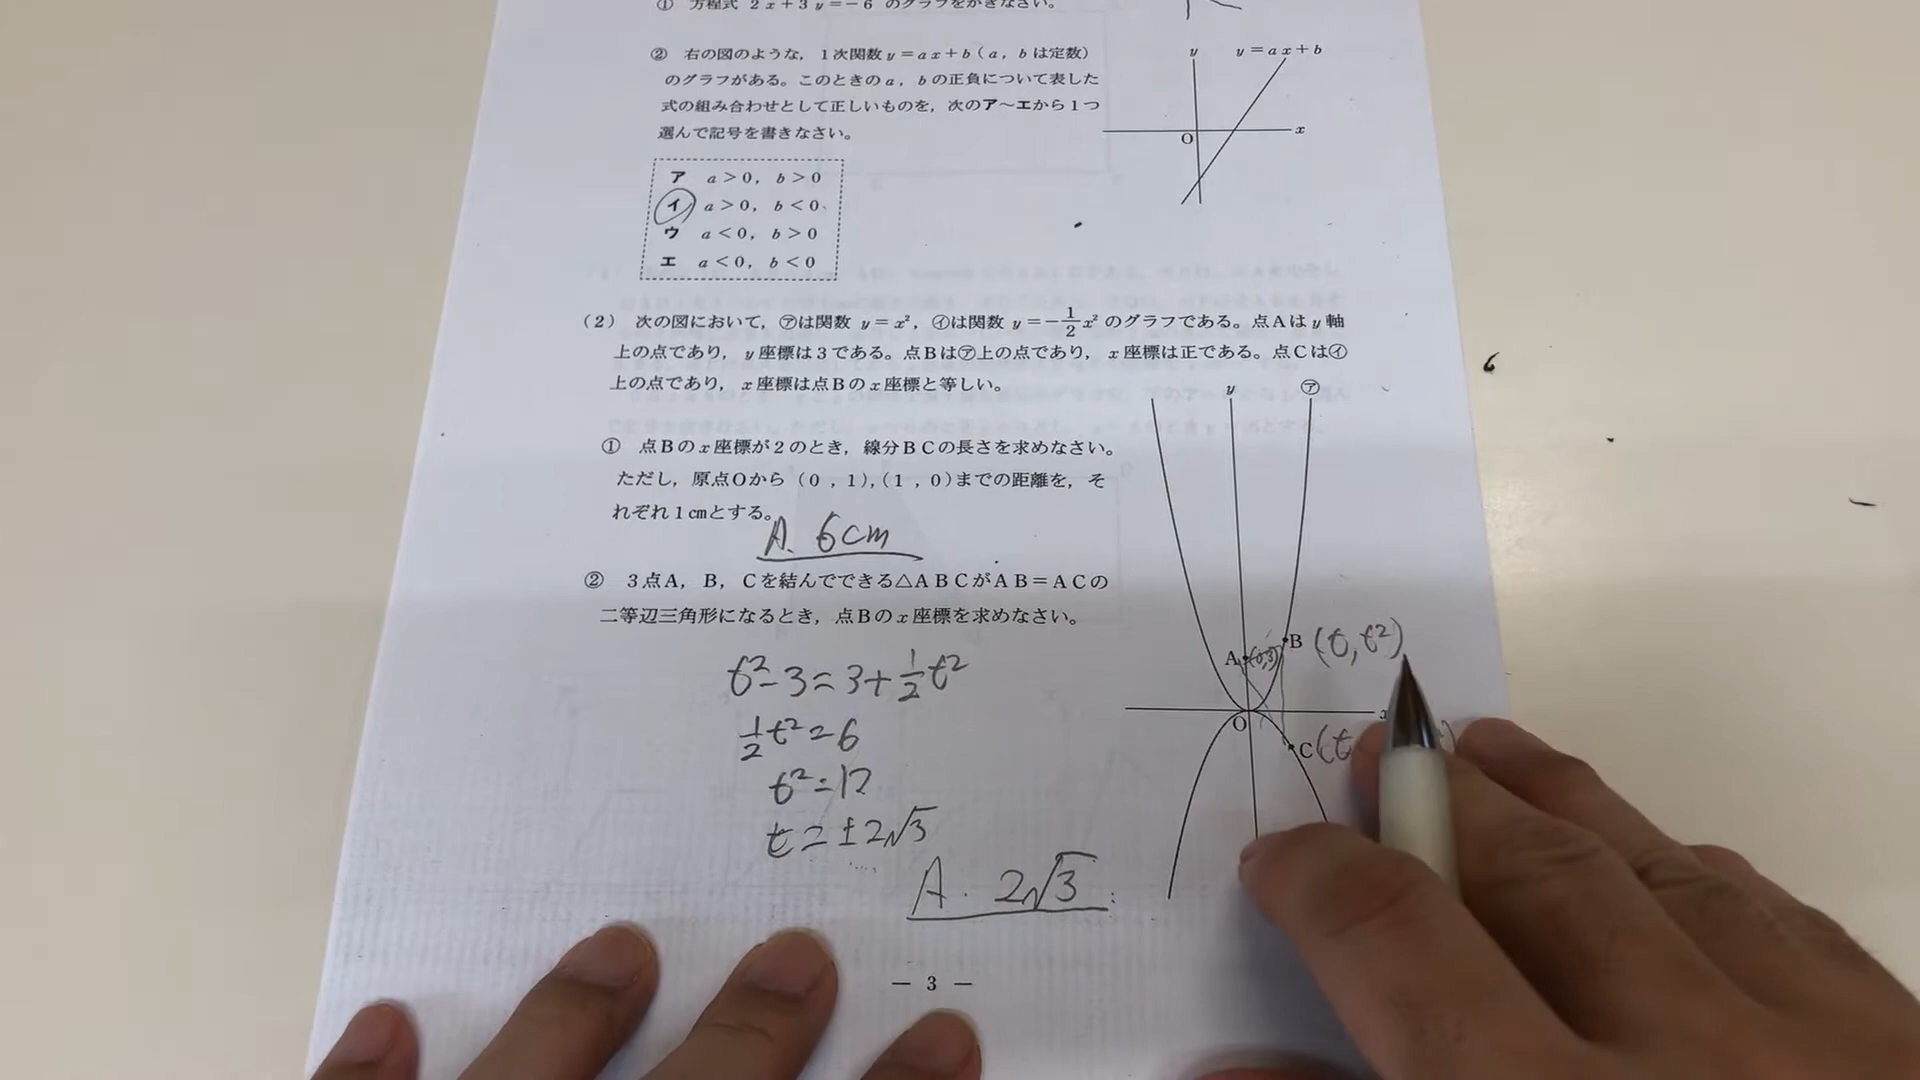 ① 方程式 2x+3y=−6 のグラフをかきなさい。
② 右の図のような，1次関数 y=ax+b（a，b は定数）
のグラフがある。このときの a，b の正負について表した
式の組み合わせとして正しいものを，次のア～エから1つ
選んで記号を書きなさい。
ア a>0，b>0
イ a>0，b<0
ウ a<0，b>0
エ a<0，b<0
y
y=ax+b
O
x
(2) 次の図において，㋐は関数 y=x²，㋑は関数 y=−1/2x² のグラフである。点Aは y 軸
上の点であり，y 座標は3である。点Bは㋐上の点であり，x 座標は正である。点Cは㋑
上の点であり，x 座標は点Bの x 座標と等しい。
① 点Bの x 座標が2のとき，線分BCの長さを求めなさい。
ただし，原点Oから（0，1），（1，0）までの距離を，そ
れぞれ1cmとする。
A. 6cm
② 3点A，B，Cを結んでできる△ABCがAB=ACの
二等辺三角形になるとき，点Bの x 座標を求めなさい。
t²−3=3+1/2t²
1/2t²=6
t²=12
t=±2√3
A. 2√3
y
㋐
A (0,3)
B (t,t²)
O
C (t
— 3 —